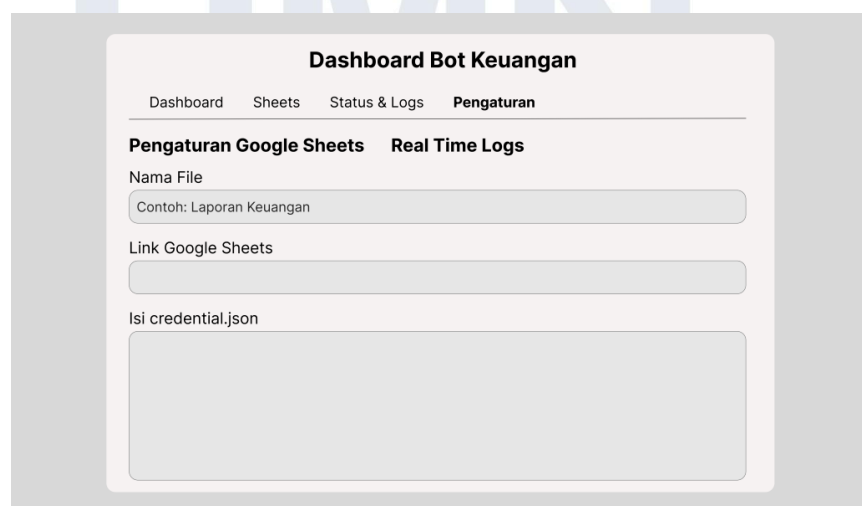 Dashboard Bot Keuangan
Dashboard Sheets Status & Logs Pengaturan
Pengaturan Google Sheets Real Time Logs
Nama File
Contoh: Laporan Keuangan
Link Google Sheets
Isi credential.json